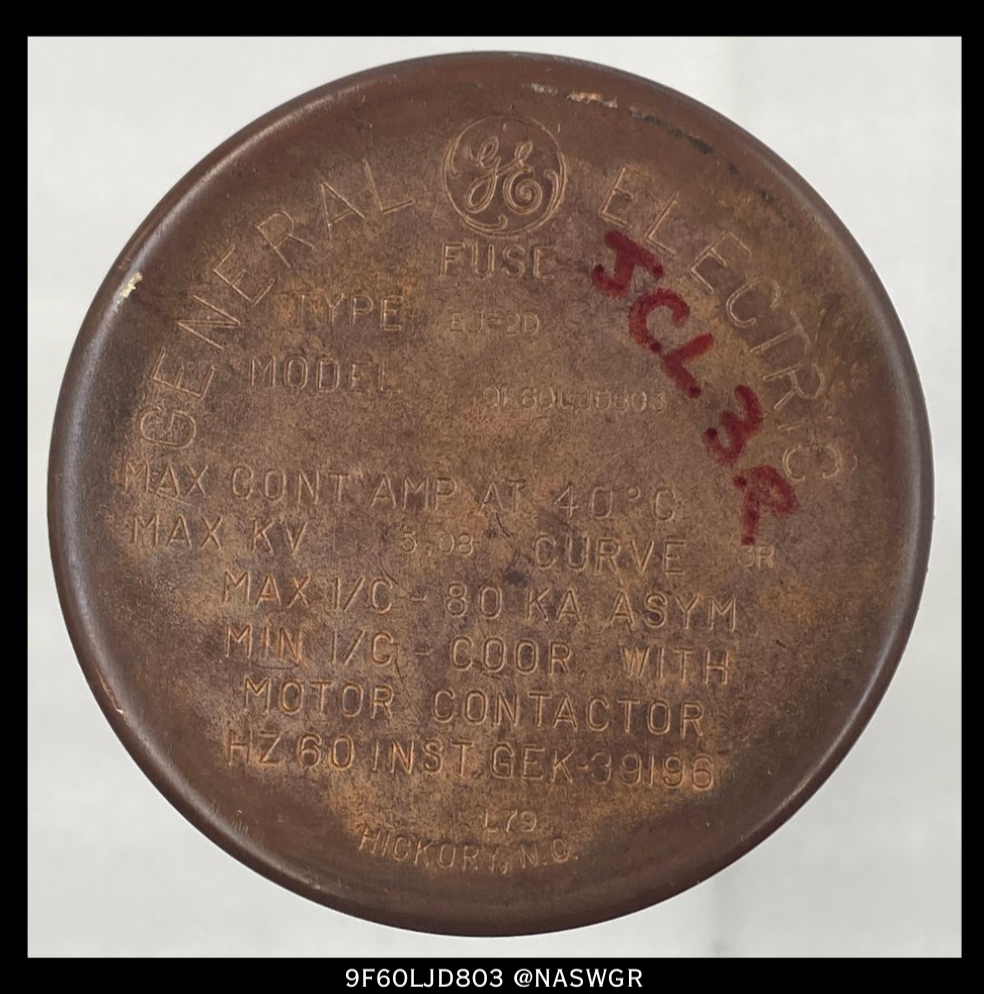 GE
GENERAL ELECTRIC
FUSE
TYPE EJ-2D
MODEL 9F60LJD803
MAX CONT AMP AT 40°C
MAX KV 5.08 CURVE 3R
MAX I/C - 80 KA ASYM
MIN I/C - COOR. WITH
MOTOR CONTACTOR
HZ 60 INST. GEK-39196
L79
HICKORY, N.C.
JCL 3R
9F60LJD803 @NASWGR